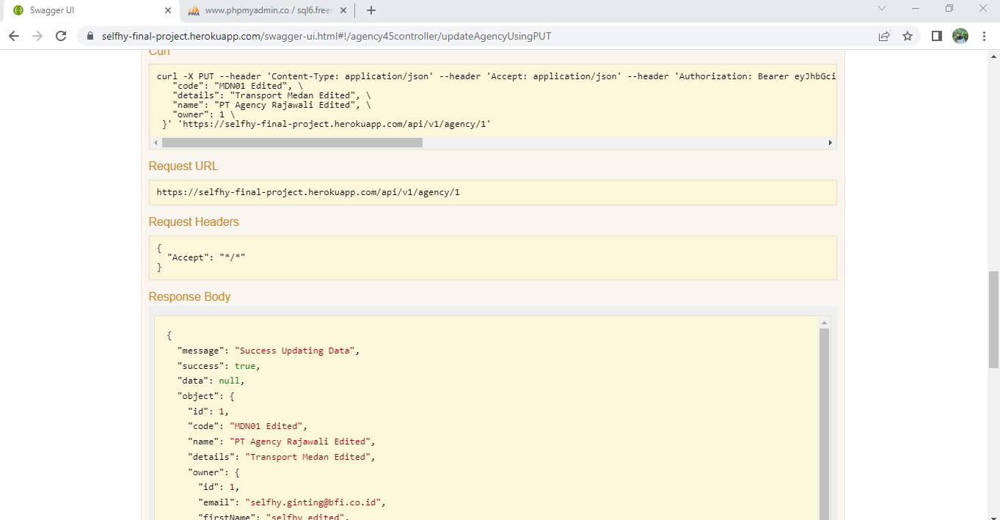 Swagger UI
www.phpmyadmin.co / sql6.freen
selfhy-final-project.herokuapp.com/swagger-ui.html#!/agency45controller/updateAgencyUsingPUT
Curl
curl -X PUT --header 'Content-Type: application/json' --header 'Accept: application/json' --header 'Authorization: Bearer eyJhbGci
"code": "MDN01 Edited", \
"details": "Transport Medan Edited", \
"name": "PT Agency Rajawali Edited", \
"owner": 1 \
}' 'https://selfhy-final-project.herokuapp.com/api/v1/agency/1'
Request URL
https://selfhy-final-project.herokuapp.com/api/v1/agency/1
Request Headers
{
"Accept": "*/*"
}
Response Body
{
"message": "Success Updating Data",
"success": true,
"data": null,
"object": {
"id": 1,
"code": "MDN01 Edited",
"name": "PT Agency Rajawali Edited",
"details": "Transport Medan Edited",
"owner": {
"id": 1,
"email": "selfhy.ginting@bfi.co.id",
"firstName": "selfhy edited",